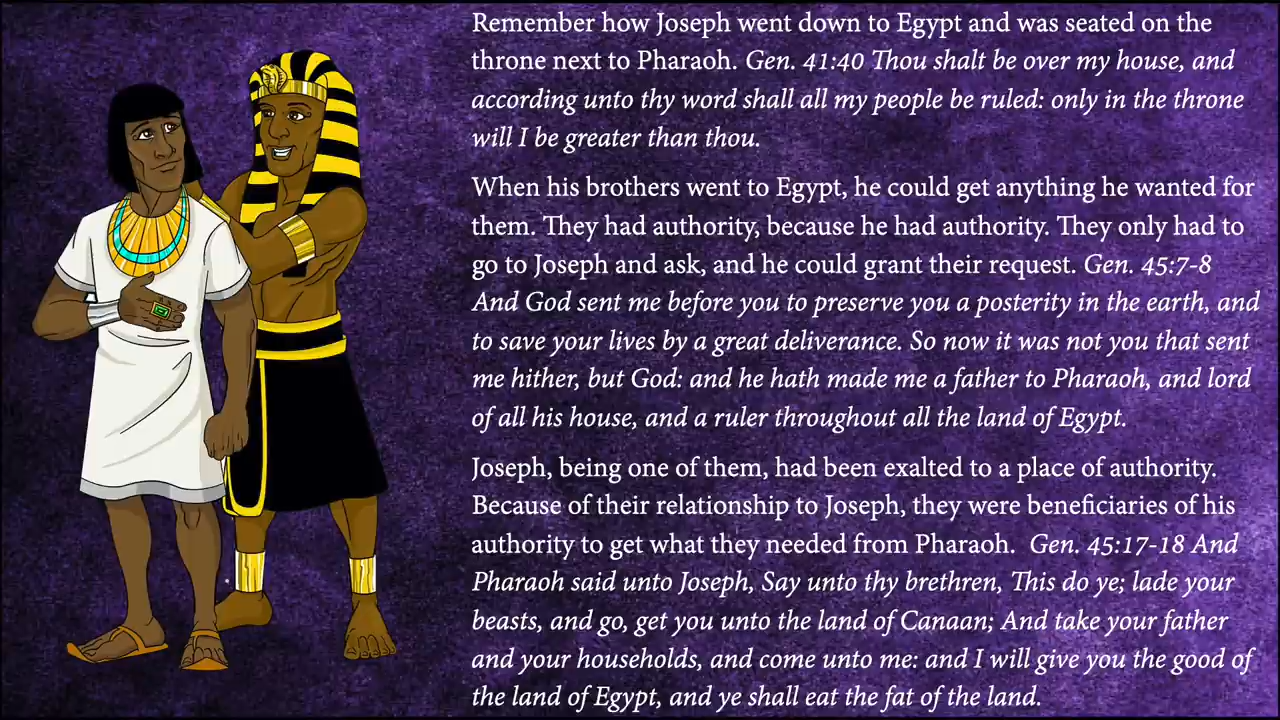 Remember how Joseph went down to Egypt and was seated on the
throne next to Pharaoh. Gen. 41:40 Thou shalt be over my house, and
according unto thy word shall all my people be ruled: only in the throne
will I be greater than thou.
When his brothers went to Egypt, he could get anything he wanted for
them. They had authority, because he had authority. They only had to
go to Joseph and ask, and he could grant their request. Gen. 45:7-8
And God sent me before you to preserve you a posterity in the earth, and
to save your lives by a great deliverance. So now it was not you that sent
me hither, but God: and he hath made me a father to Pharaoh, and lord
of all his house, and a ruler throughout all the land of Egypt.
Joseph, being one of them, had been exalted to a place of authority.
Because of their relationship to Joseph, they were beneficiaries of his
authority to get what they needed from Pharaoh. Gen. 45:17-18 And
Pharaoh said unto Joseph, Say unto thy brethren, This do ye; lade your
beasts, and go, get you unto the land of Canaan; And take your father
and your households, and come unto me: and I will give you the good of
the land of Egypt, and ye shall eat the fat of the land.